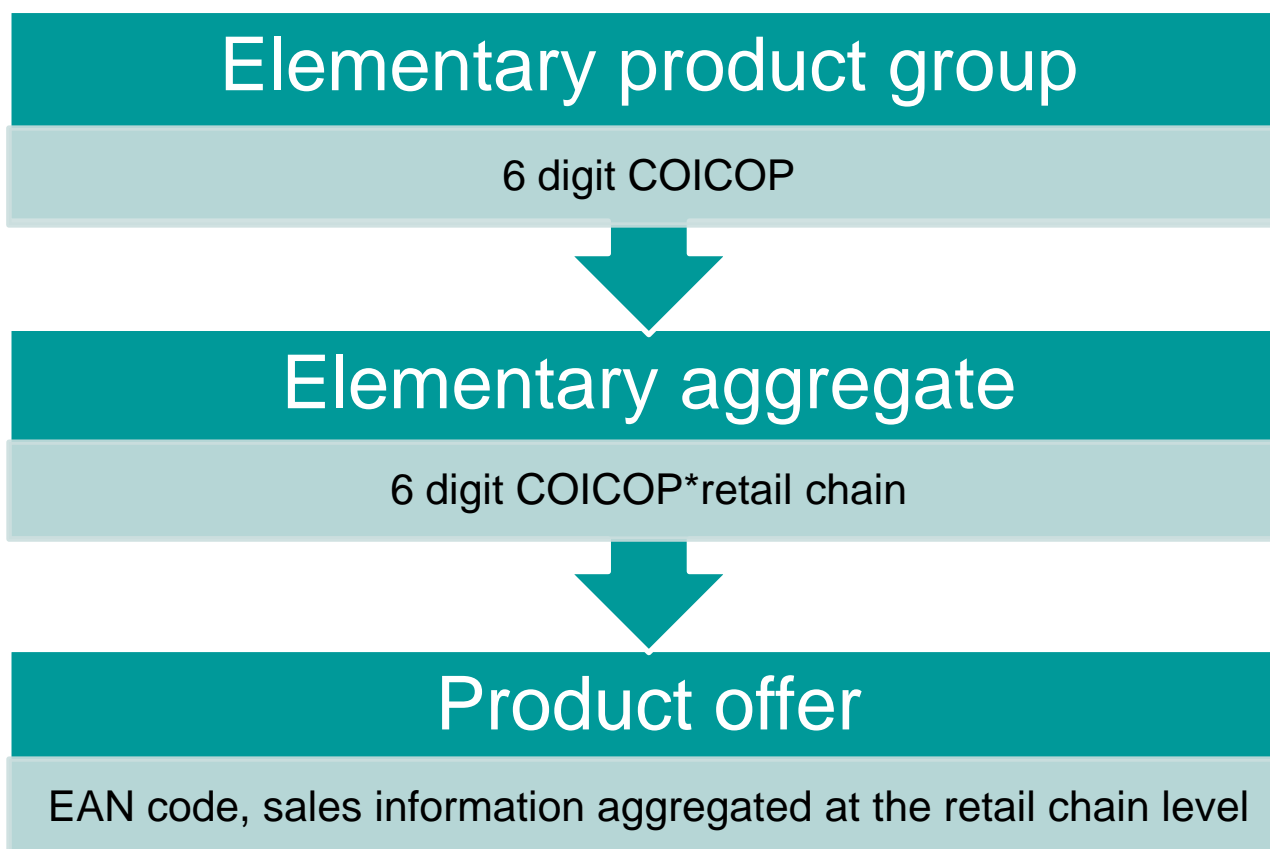 Elementary product group
6 digit COICOP
Elementary aggregate
6 digit COICOP*retail chain
Product offer
EAN code, sales information aggregated at the retail chain level